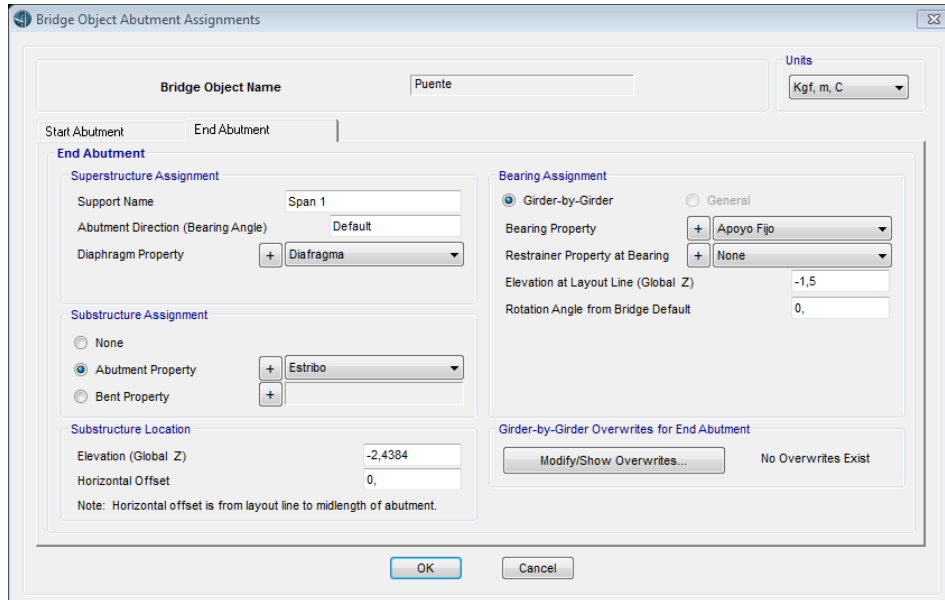 Bridge Object Abutment Assignments
Units
Bridge Object Name
Puente
Kgf, m, C
Start Abutment
End Abutment
End Abutment
Superstructure Assignment
Support Name
Span 1
Abutment Direction (Bearing Angle)
Default
Diaphragm Property
+
Diafragma
Substructure Assignment
None
Abutment Property
+
Estribo
Bent Property
+
Substructure Location
Elevation (Global Z)
-2,4384
Horizontal Offset
0,
Note: Horizontal offset is from layout line to midlength of abutment.
Bearing Assignment
Girder-by-Girder
General
Bearing Property
+
Apoyo Fijo
Restrainer Property at Bearing
+
None
Elevation at Layout Line (Global Z)
-1,5
Rotation Angle from Bridge Default
0,
Girder-by-Girder Overwrites for End Abutment
Modify/Show Overwrites...
No Overwrites Exist
OK
Cancel